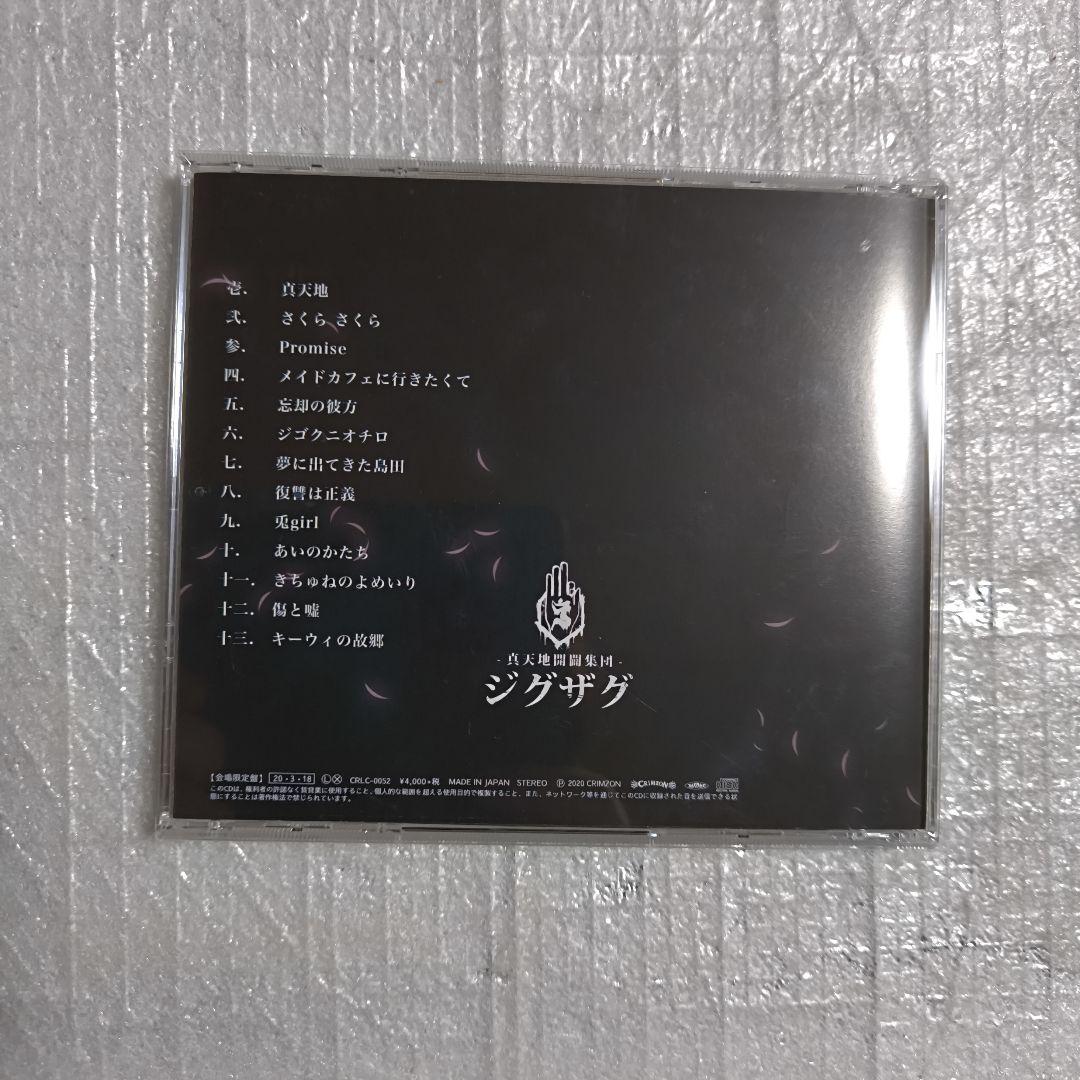 壱. 真天地
弐. さくら さくら
参. Promise
四. メイドカフェに行きたくて
五. 忘却の彼方
六. ジゴクニオチロ
七. 夢に出てきた島田
八. 復讐は正義
九. 兎girl
十. あいのかたち
十一. きちゅねのよめいり
十二. 傷と嘘
十三. キーウィの故郷
- 真天地開闢集団 -
ジグザグ
【会場限定盤】 20・3・18 Ⓛ CRLC-0052 ¥4,000+税 MADE IN JAPAN STEREO Ⓟ 2020 CRIMZON CRIMZON
このCDは、権利者の許諾なく賃貸業に使用すること、個人的な範囲を超える使用目的で複製すること、また、ネットワーク等を通じてこのCDに収録された音を送信できる状
態にすることは著作権法で禁じられています。